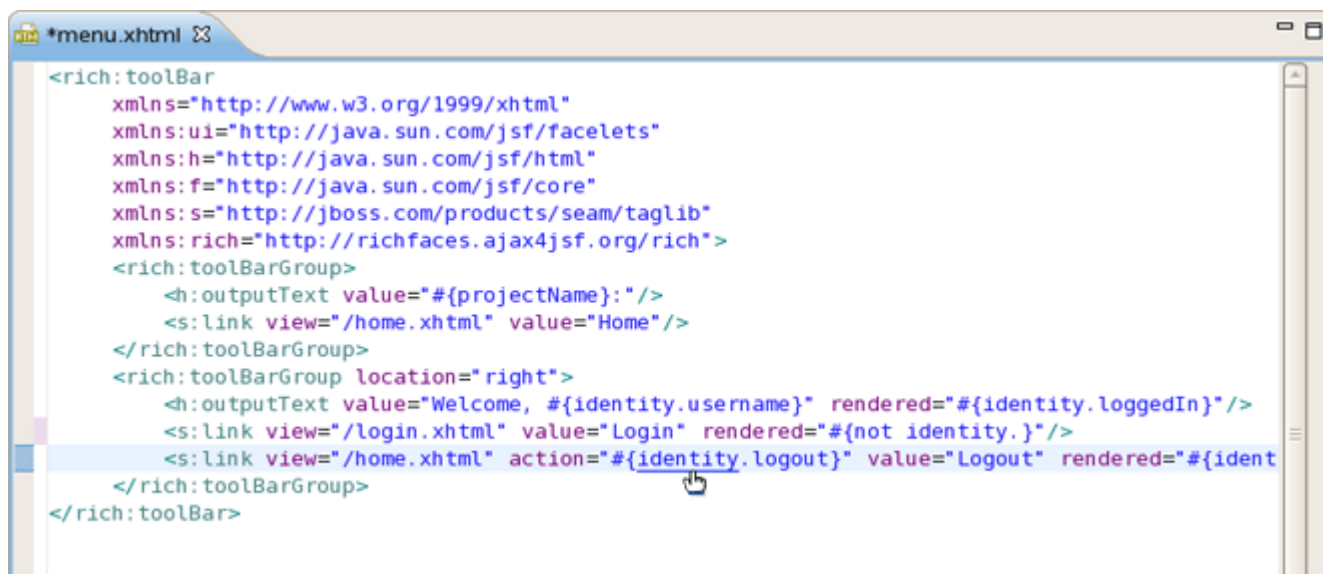 *menu.xhtml
<rich:toolBar
xmlns="http://www.w3.org/1999/xhtml"
xmlns:ui="http://java.sun.com/jsf/facelets"
xmlns:h="http://java.sun.com/jsf/html"
xmlns:f="http://java.sun.com/jsf/core"
xmlns:s="http://jboss.com/products/seam/taglib"
xmlns:rich="http://richfaces.ajax4jsf.org/rich">
<rich:toolBarGroup>
<h:outputText value="#{projectName}:"/>
<s:link view="/home.xhtml" value="Home"/>
</rich:toolBarGroup>
<rich:toolBarGroup location="right">
<h:outputText value="Welcome, #{identity.username}" rendered="#{identity.loggedIn}"/>
<s:link view="/login.xhtml" value="Login" rendered="#{not identity.}"/>
<s:link view="/home.xhtml" action="#{identity.logout}" value="Logout" rendered="#{ident
</rich:toolBarGroup>
</rich:toolBar>